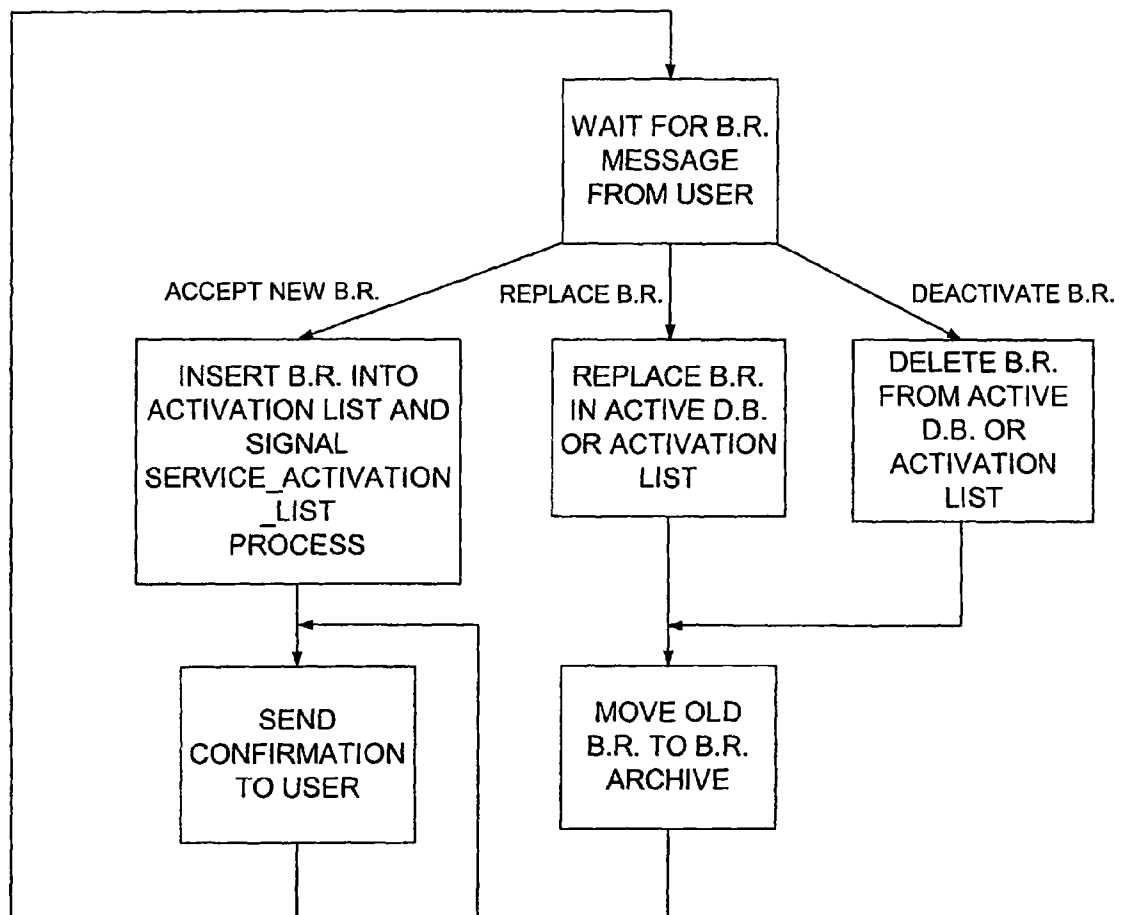 WAIT FOR B.R.
MESSAGE
FROM USER
ACCEPT NEW B.R.
REPLACE B.R.
DEACTIVATE B.R.
INSERT B.R. INTO
ACTIVATION LIST AND
SIGNAL
SERVICE_ACTIVATION
_LIST
PROCESS
REPLACE B.R.
IN ACTIVE D.B.
OR ACTIVATION
LIST
DELETE B.R.
FROM ACTIVE
D.B. OR
ACTIVATION
LIST
SEND
CONFIRMATION
TO USER
MOVE OLD
B.R. TO B.R.
ARCHIVE